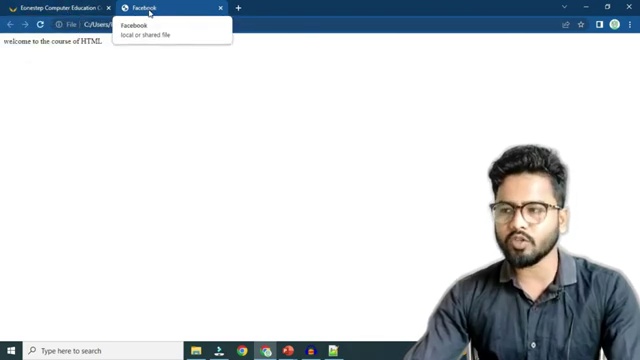 Eonestep Computer Education C
Facebook
Facebook
local or shared file
File
C:/Users/
welcome to the course of HTML
Type here to search